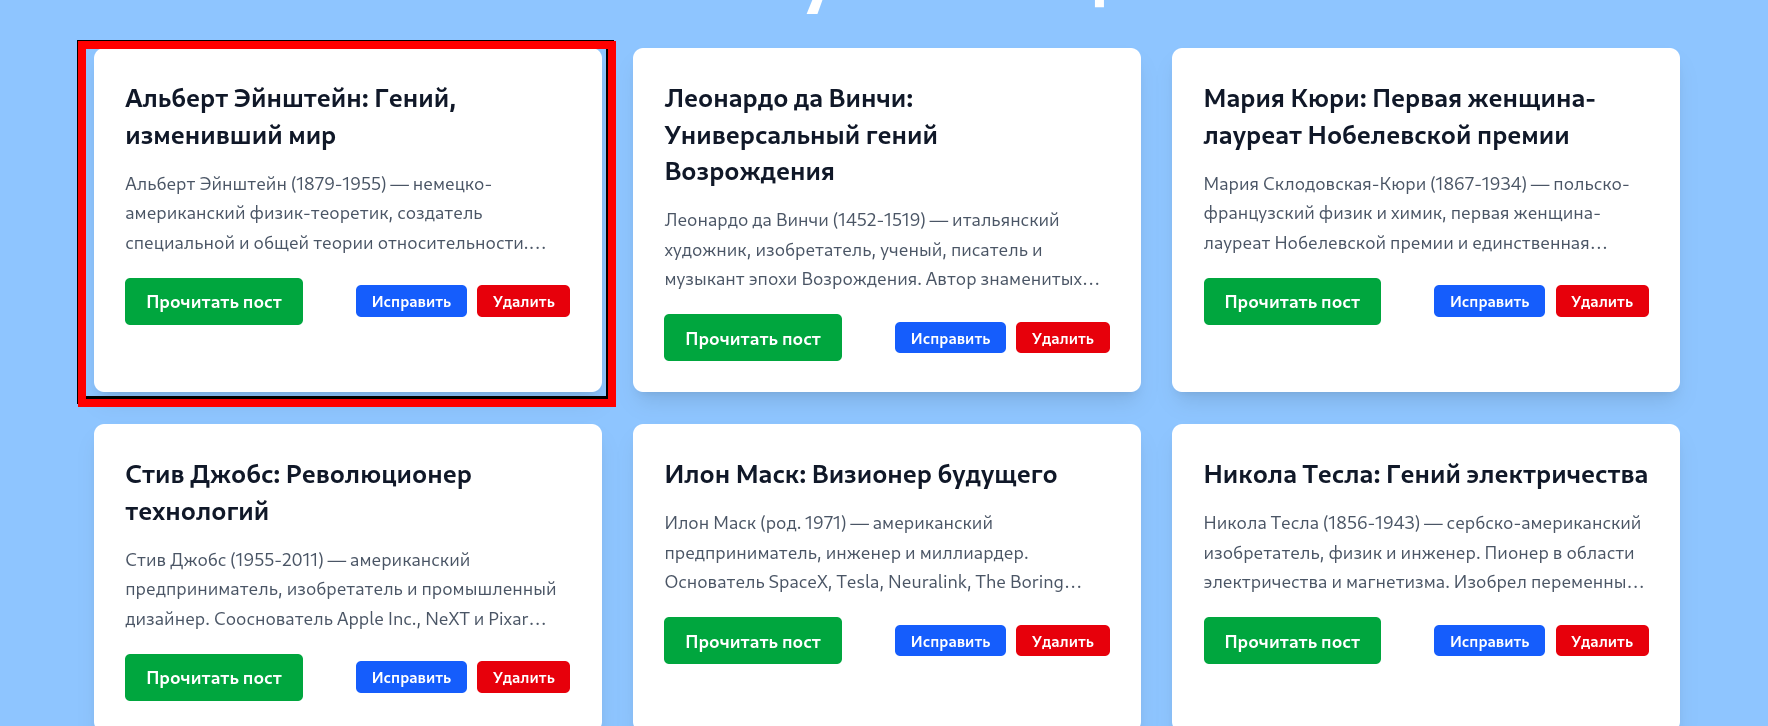 Альберт Эйнштейн: Гений,
изменивший мир
Альберт Эйнштейн (1879-1955) — немецко-
американский физик-теоретик, создатель
специальной и общей теории относительности....
Прочитать пост
Исправить
Удалить
Леонардо да Винчи:
Универсальный гений
Возрождения
Леонардо да Винчи (1452-1519) — итальянский
художник, изобретатель, ученый, писатель и
музыкант эпохи Возрождения. Автор знаменитых...
Прочитать пост
Исправить
Удалить
Мария Кюри: Первая женщина-
лауреат Нобелевской премии
Мария Склодовская-Кюри (1867-1934) — польско-
французский физик и химик, первая женщина-
лауреат Нобелевской премии и единственная...
Прочитать пост
Исправить
Удалить
Стив Джобс: Революционер
технологий
Стив Джобс (1955-2011) — американский
предприниматель, изобретатель и промышленный
дизайнер. Сооснователь Apple Inc., NeXT и Pixar...
Прочитать пост
Исправить
Удалить
Илон Маск: Визионер будущего
Илон Маск (род. 1971) — американский
предприниматель, инженер и миллиардер.
Основатель SpaceX, Tesla, Neuralink, The Boring...
Прочитать пост
Исправить
Удалить
Никола Тесла: Гений электричества
Никола Тесла (1856-1943) — сербско-американский
изобретатель, физик и инженер. Пионер в области
электричества и магнетизма. Изобрел переменны...
Прочитать пост
Исправить
Удалить